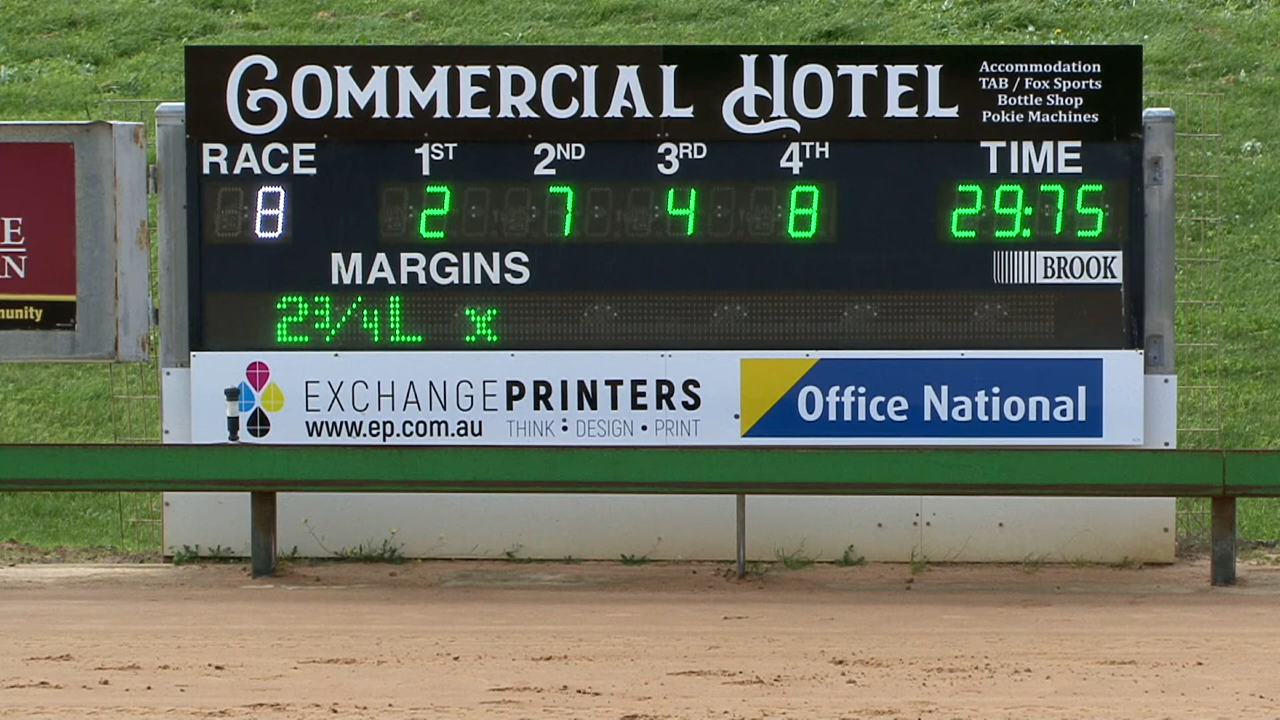 COMMERCIAL HOTEL
Accommodation
TAB / Fox Sports
Bottle Shop
Pokie Machines
RACE 1ST 2ND 3RD 4TH TIME
8 2 7 4 8 29:75
MARGINS
BROOK
2¾L x
E
N
munity
EXCHANGEPRINTERS
www.ep.com.au THINK • DESIGN • PRINT
Office National